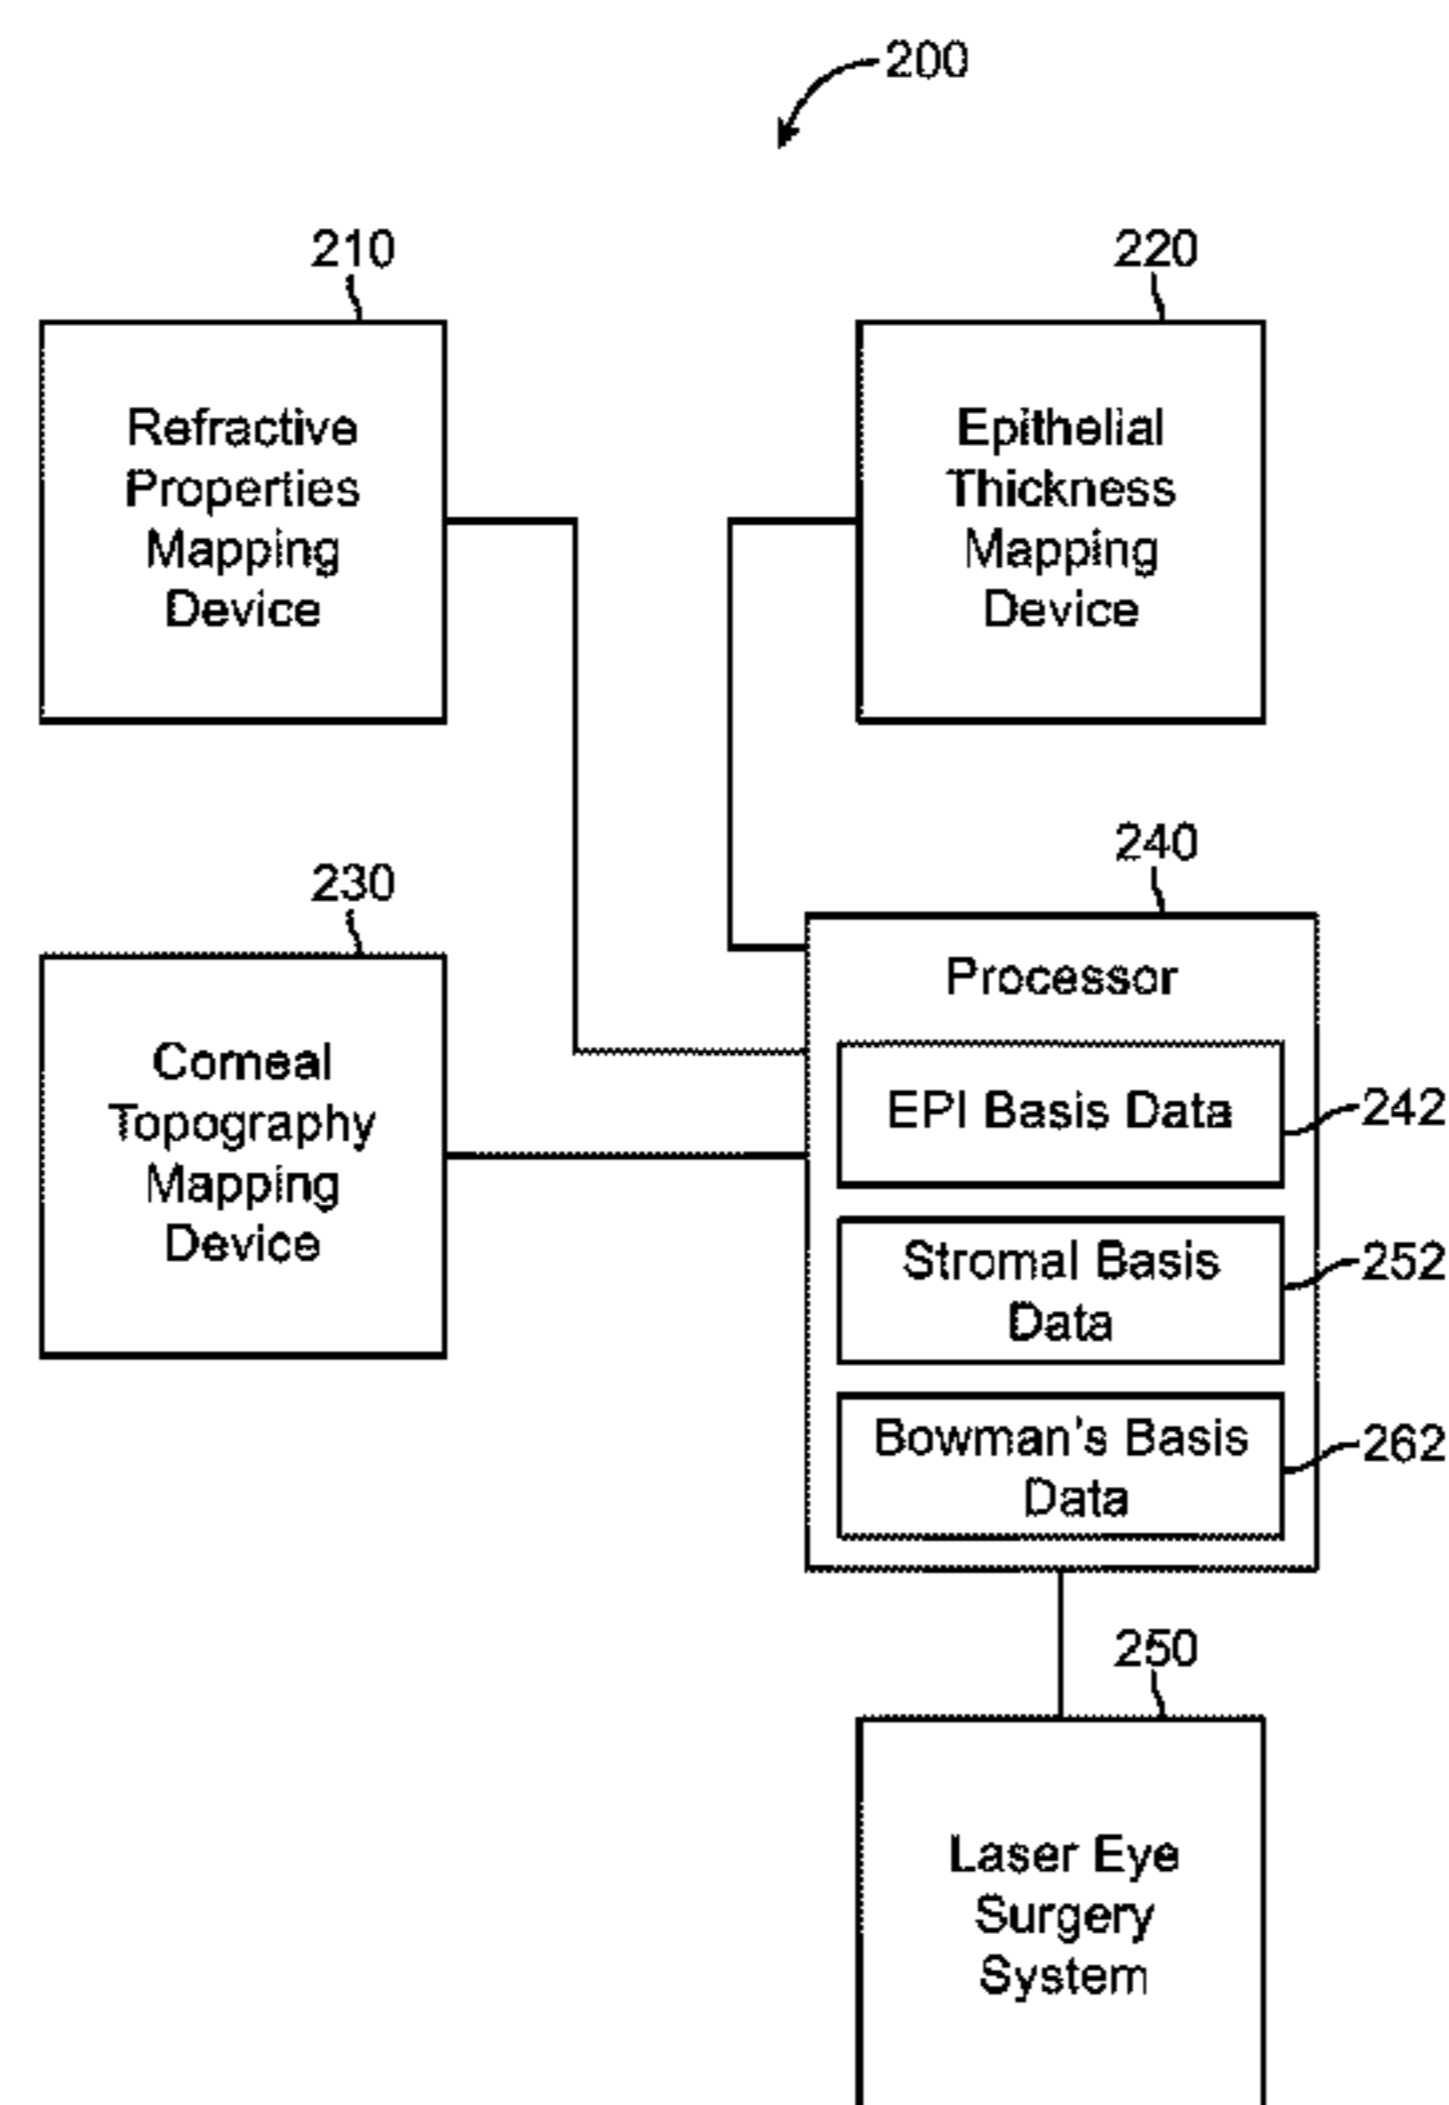 200
210
Refractive
Properties
Mapping
Device
220
Epithelial
Thickness
Mapping
Device
230
Corneal
Topography
Mapping
Device
240
Processor
EPI Basis Data
242
Stromal Basis
Data
252
Bowman's Basis
Data
262
250
Laser Eye
Surgery
System